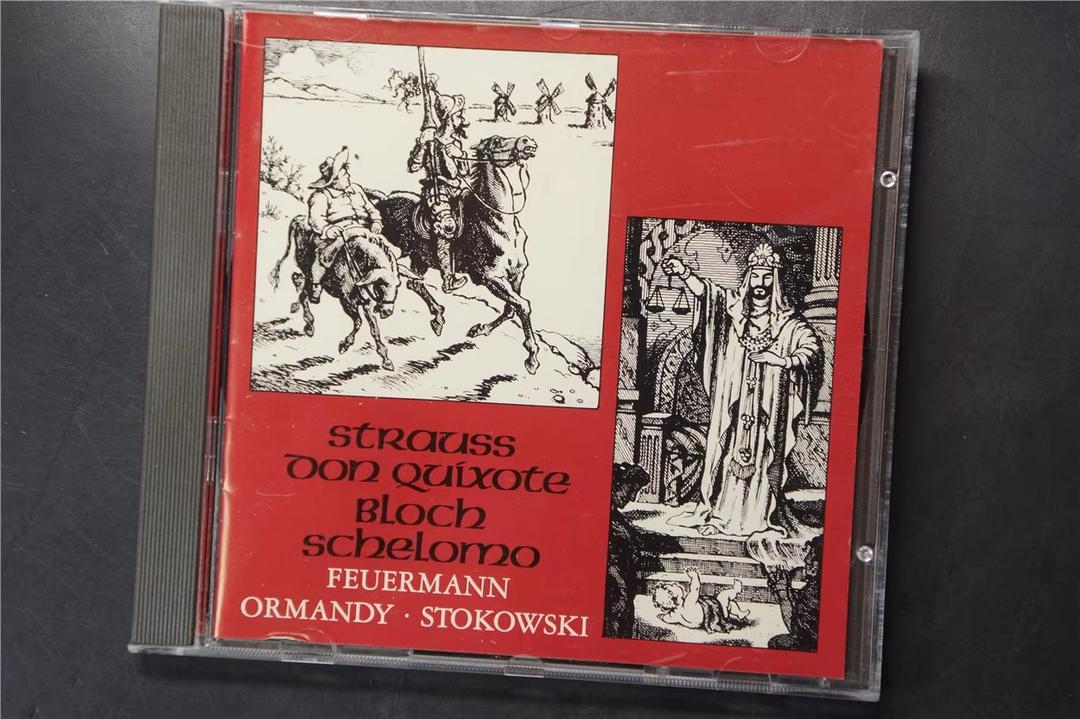 Strauss
Don Quixote
Bloch
Schelomo
FEUERMANN
ORMANDY · STOKOWSKI